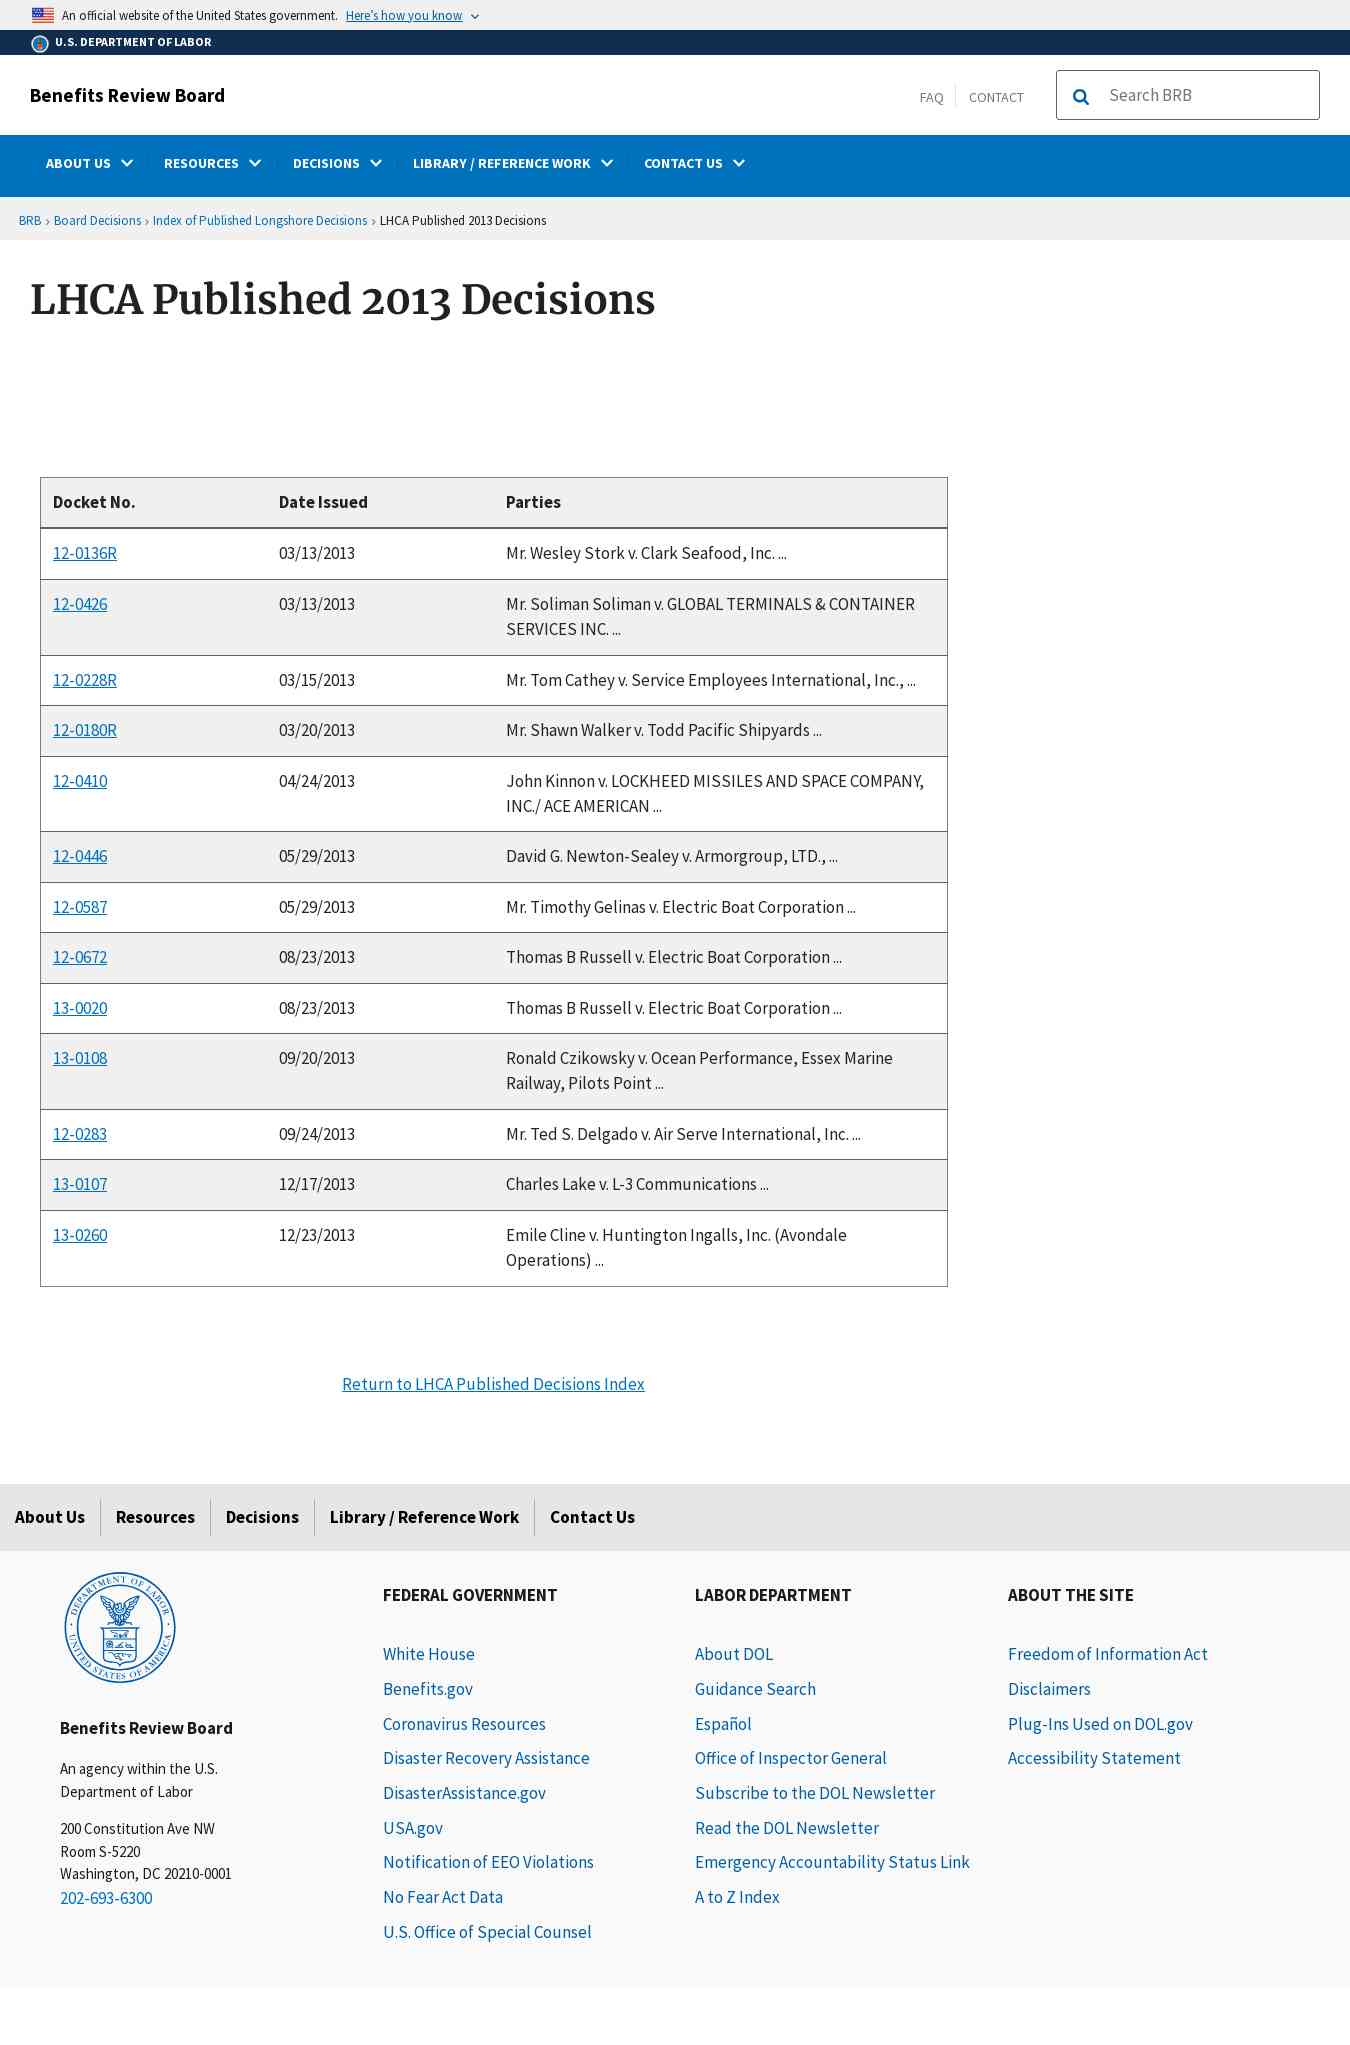 An official website of the United States government. Here's how you know
U.S. DEPARTMENT OF LABOR
Benefits Review Board
FAQ
CONTACT
Search BRB
ABOUT US
RESOURCES
DECISIONS
LIBRARY / REFERENCE WORK
CONTACT US
BRB › Board Decisions › Index of Published Longshore Decisions › LHCA Published 2013 Decisions
LHCA Published 2013 Decisions
Docket No. Date Issued Parties
12-0136R 03/13/2013 Mr. Wesley Stork v. Clark Seafood, Inc. ...
12-0426 03/13/2013 Mr. Soliman Soliman v. GLOBAL TERMINALS & CONTAINER
SERVICES INC. ...
12-0228R 03/15/2013 Mr. Tom Cathey v. Service Employees International, Inc., ...
12-0180R 03/20/2013 Mr. Shawn Walker v. Todd Pacific Shipyards ...
12-0410 04/24/2013 John Kinnon v. LOCKHEED MISSILES AND SPACE COMPANY,
INC./ ACE AMERICAN ...
12-0446 05/29/2013 David G. Newton-Sealey v. Armorgroup, LTD., ...
12-0587 05/29/2013 Mr. Timothy Gelinas v. Electric Boat Corporation ...
12-0672 08/23/2013 Thomas B Russell v. Electric Boat Corporation ...
13-0020 08/23/2013 Thomas B Russell v. Electric Boat Corporation ...
13-0108 09/20/2013 Ronald Czikowsky v. Ocean Performance, Essex Marine
Railway, Pilots Point ...
12-0283 09/24/2013 Mr. Ted S. Delgado v. Air Serve International, Inc. ...
13-0107 12/17/2013 Charles Lake v. L-3 Communications ...
13-0260 12/23/2013 Emile Cline v. Huntington Ingalls, Inc. (Avondale
Operations) ...
Return to LHCA Published Decisions Index
About Us
Resources
Decisions
Library / Reference Work
Contact Us
DEPARTMENT OF LABOR
UNITED STATES OF AMERICA
Benefits Review Board
An agency within the U.S.
Department of Labor
200 Constitution Ave NW
Room S-5220
Washington, DC 20210-0001
202-693-6300
FEDERAL GOVERNMENT
White House
Benefits.gov
Coronavirus Resources
Disaster Recovery Assistance
DisasterAssistance.gov
USA.gov
Notification of EEO Violations
No Fear Act Data
U.S. Office of Special Counsel
LABOR DEPARTMENT
About DOL
Guidance Search
Español
Office of Inspector General
Subscribe to the DOL Newsletter
Read the DOL Newsletter
Emergency Accountability Status Link
A to Z Index
ABOUT THE SITE
Freedom of Information Act
Disclaimers
Plug-Ins Used on DOL.gov
Accessibility Statement